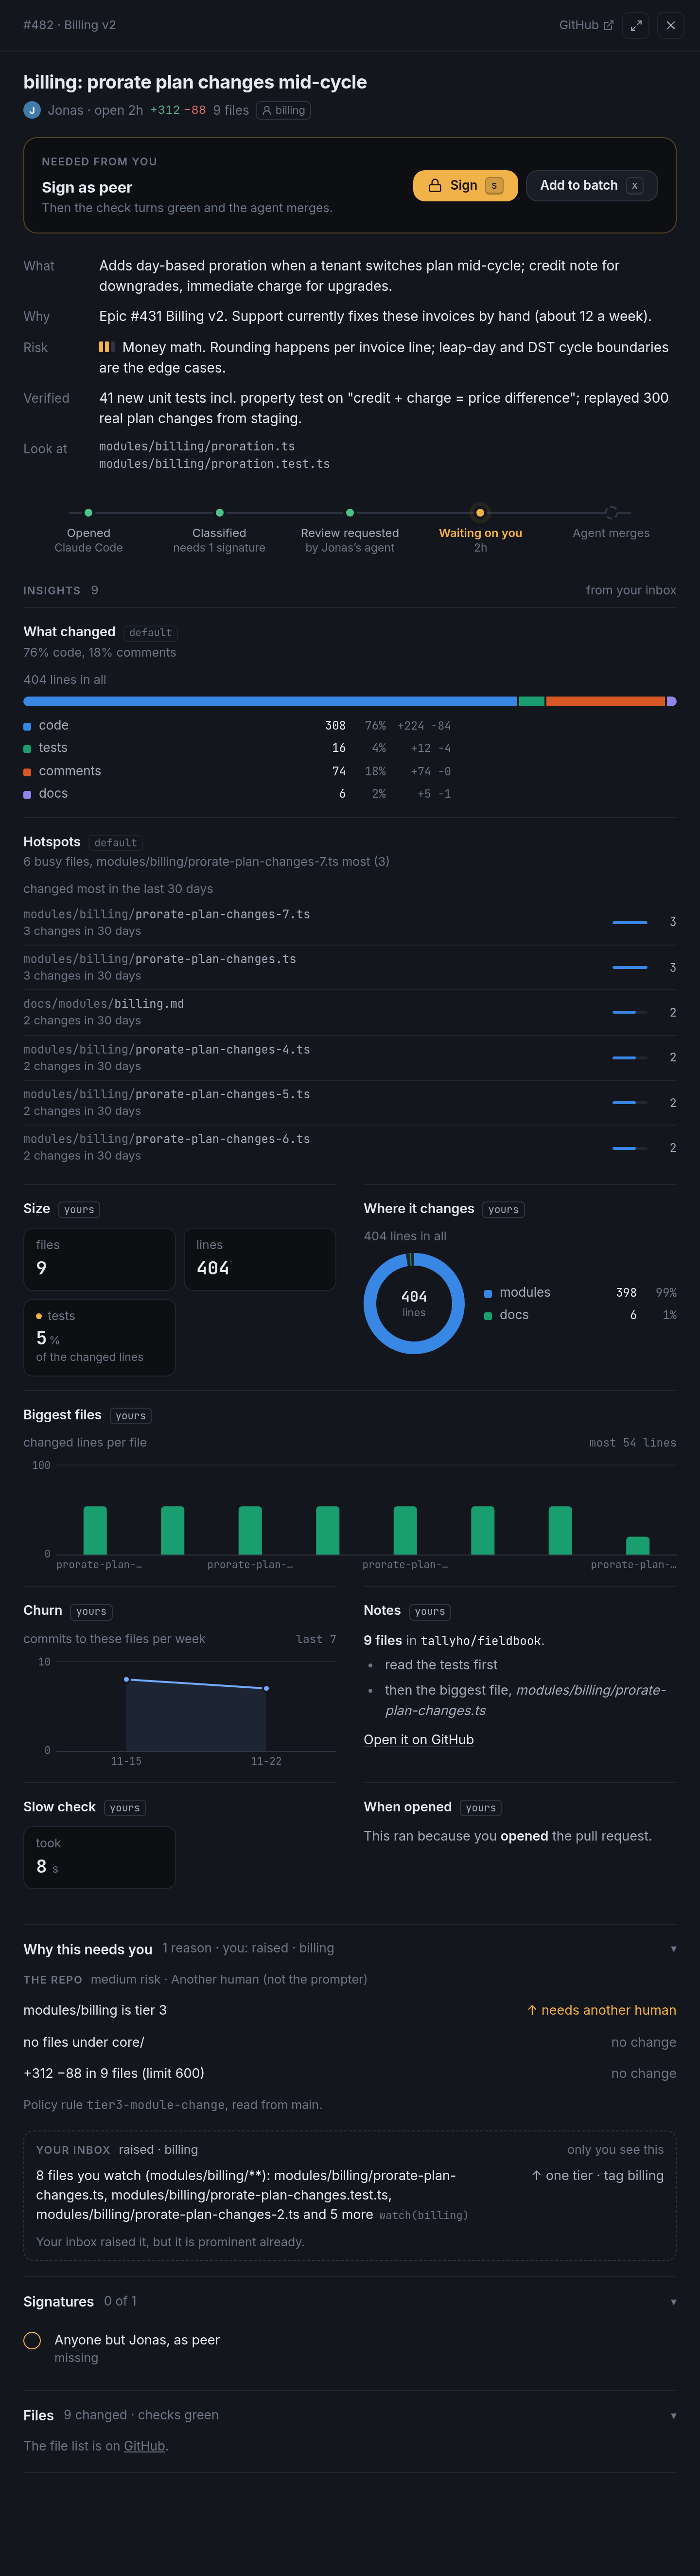 #482 · Billing v2
GitHub
billing: prorate plan changes mid-cycle
J Jonas · open 2h +312 −88 9 files billing
NEEDED FROM YOU
Sign as peer
Then the check turns green and the agent merges.
Sign s
Add to batch x
What
Adds day-based proration when a tenant switches plan mid-cycle; credit note for
downgrades, immediate charge for upgrades.
Why
Epic #431 Billing v2. Support currently fixes these invoices by hand (about 12 a week).
Risk
Money math. Rounding happens per invoice line; leap-day and DST cycle boundaries
are the edge cases.
Verified
41 new unit tests incl. property test on "credit + charge = price difference"; replayed 300
real plan changes from staging.
Look at
modules/billing/proration.ts
modules/billing/proration.test.ts
Opened
Claude Code
Classified
needs 1 signature
Review requested
by Jonas's agent
Waiting on you
2h
Agent merges
INSIGHTS 9
from your inbox
What changed default
76% code, 18% comments
404 lines in all
code 308 76% +224 -84
tests 16 4% +12 -4
comments 74 18% +74 -0
docs 6 2% +5 -1
Hotspots default
6 busy files, modules/billing/prorate-plan-changes-7.ts most (3)
changed most in the last 30 days
modules/billing/prorate-plan-changes-7.ts
3 changes in 30 days
3
modules/billing/prorate-plan-changes.ts
3 changes in 30 days
3
docs/modules/billing.md
2 changes in 30 days
2
modules/billing/prorate-plan-changes-4.ts
2 changes in 30 days
2
modules/billing/prorate-plan-changes-5.ts
2 changes in 30 days
2
modules/billing/prorate-plan-changes-6.ts
2 changes in 30 days
2
Size yours
files
9
lines
404
tests
5 %
of the changed lines
Where it changes yours
404 lines in all
404
lines
modules 398 99%
docs 6 1%
Biggest files yours
changed lines per file
most 54 lines
100
0
prorate-plan-… prorate-plan-… prorate-plan-… prorate-plan-…
Churn yours
commits to these files per week
last 7
10
0
11-15 11-22
Notes yours
9 files in tallyho/fieldbook.
• read the tests first
• then the biggest file, modules/billing/prorate-
plan-changes.ts
Open it on GitHub
Slow check yours
took
8 s
When opened yours
This ran because you opened the pull request.
Why this needs you 1 reason · you: raised · billing ▾
THE REPO medium risk · Another human (not the prompter)
modules/billing is tier 3
↑ needs another human
no files under core/
no change
+312 −88 in 9 files (limit 600)
no change
Policy rule tier3-module-change, read from main.
YOUR INBOX raised · billing
only you see this
8 files you watch (modules/billing/**): modules/billing/prorate-plan-
changes.ts, modules/billing/prorate-plan-changes.test.ts,
modules/billing/prorate-plan-changes-2.ts and 5 more watch(billing)
↑ one tier · tag billing
Your inbox raised it, but it is prominent already.
Signatures 0 of 1 ▾
Anyone but Jonas, as peer
missing
Files 9 changed · checks green ▾
The file list is on GitHub.